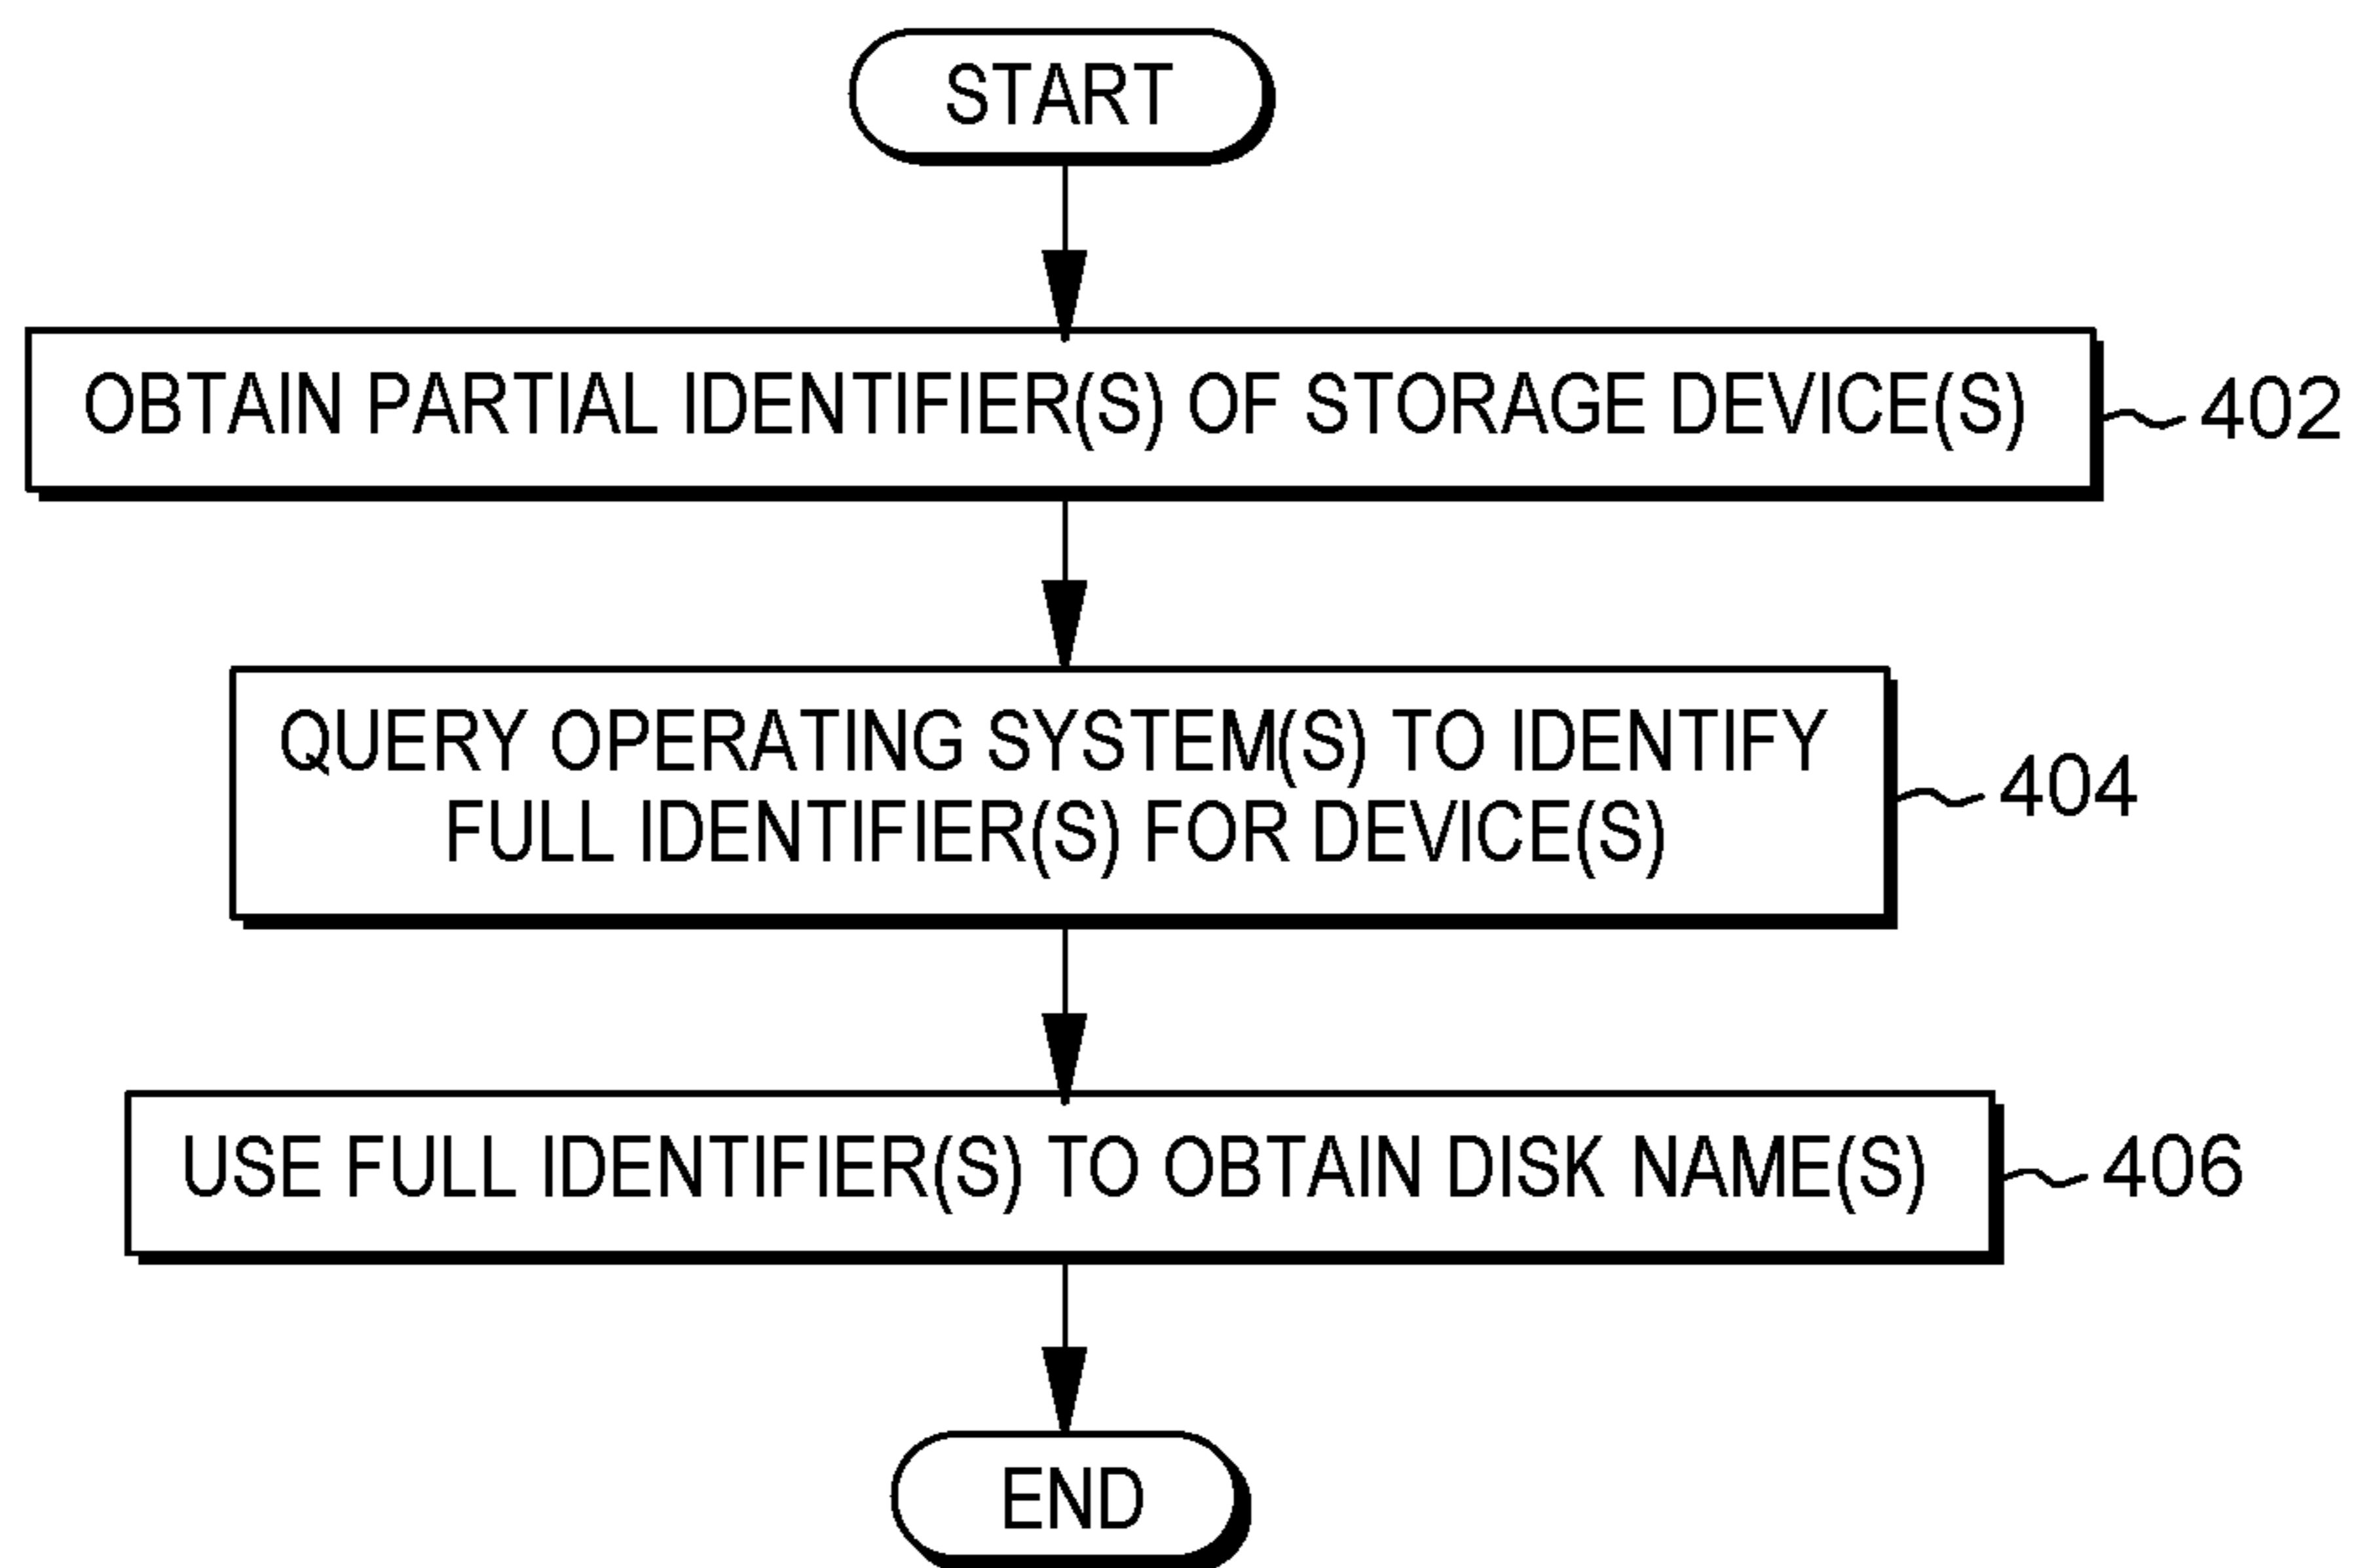 START
OBTAIN PARTIAL IDENTIFIER(S) OF STORAGE DEVICE(S)
402
QUERY OPERATING SYSTEM(S) TO IDENTIFY
FULL IDENTIFIER(S) FOR DEVICE(S)
404
USE FULL IDENTIFIER(S) TO OBTAIN DISK NAME(S)
406
END